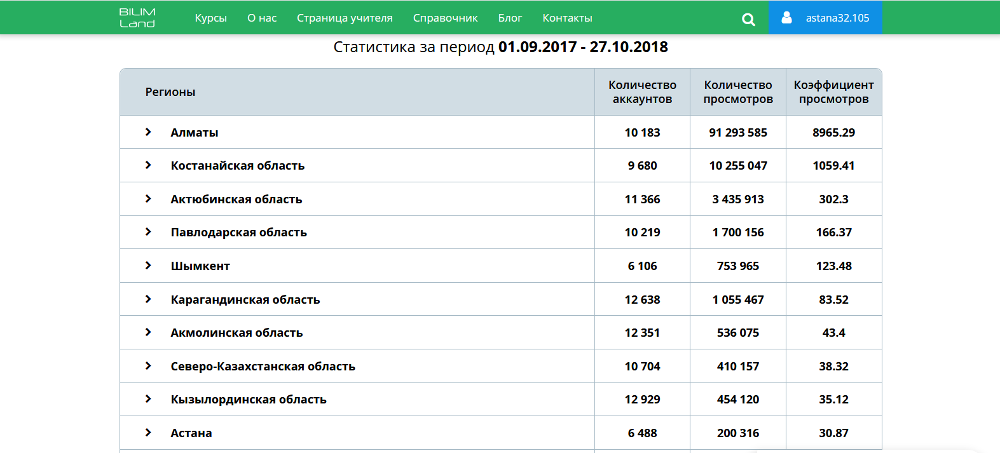 BILIM
Land
Курсы О нас Страница учителя Справочник Блог Контакты astana32.105
Статистика за период 01.09.2017 - 27.10.2018
Регионы Количество аккаунтов Количество просмотров Коэффициент просмотров
Алматы 10 183 91 293 585 8965.29
Костанайская область 9 680 10 255 047 1059.41
Актюбинская область 11 366 3 435 913 302.3
Павлодарская область 10 219 1 700 156 166.37
Шымкент 6 106 753 965 123.48
Карагандинская область 12 638 1 055 467 83.52
Акмолинская область 12 351 536 075 43.4
Северо-Казахстанская область 10 704 410 157 38.32
Кызылординская область 12 929 454 120 35.12
Астана 6 488 200 316 30.87